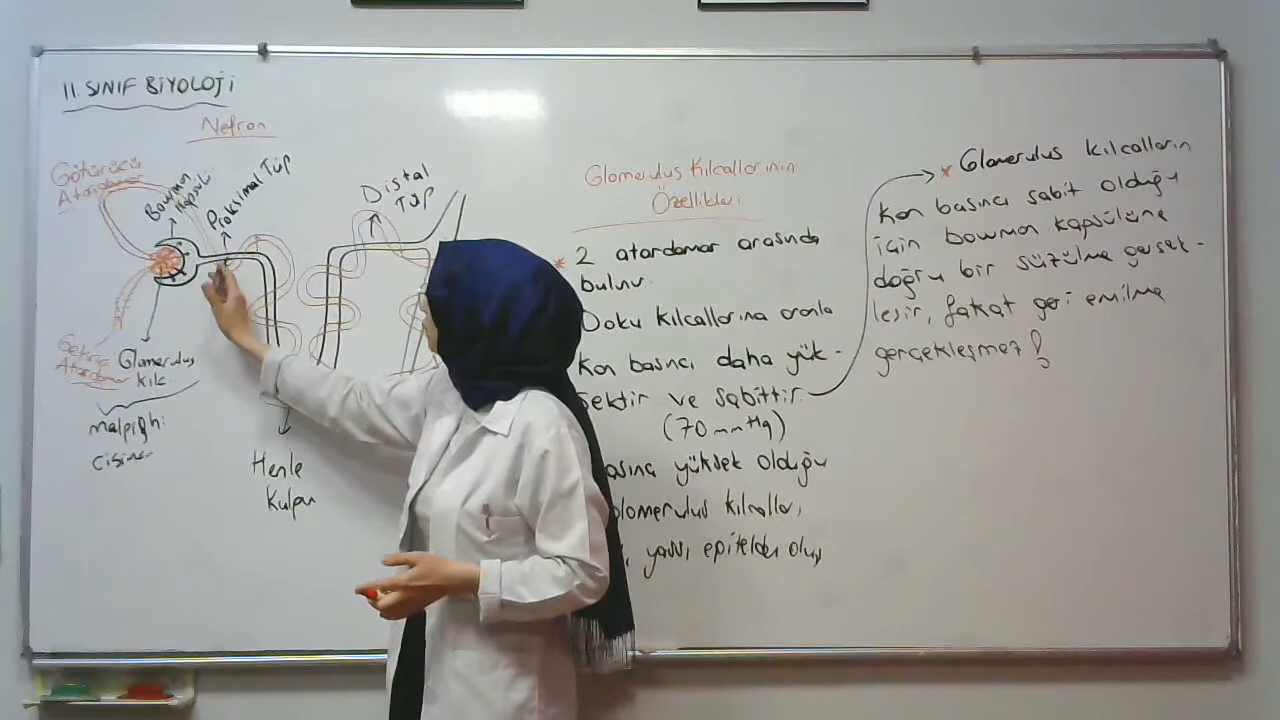 11 SINIF BİYOLOJİ
Nefron
Götürücü
Atardamar
Bowman
Kapsülü
Proksimal Tüp
Distal
Tüp
Getirici
Atardamar
Glomerulus
kılc.
malpighi
cisim
Henle
Kulpu
Glomerulus Kılcallarının
Özellikleri
* 2 atardamar arasında
bulunur.
Doku kılcallarına oranla
Kan basıncı daha yük-
sektir ve sabittir.
(70 mmHg)
basınç yüksek olduğu
glomerulus kılcalları,
yassı epitelden oluş
* Glomerulus kılcalların
kan basıncı sabit olduğu
için bowman kapsülüne
doğru bir süzülme gerçek-
leşir, fakat geri emilme
gerçekleşmez!